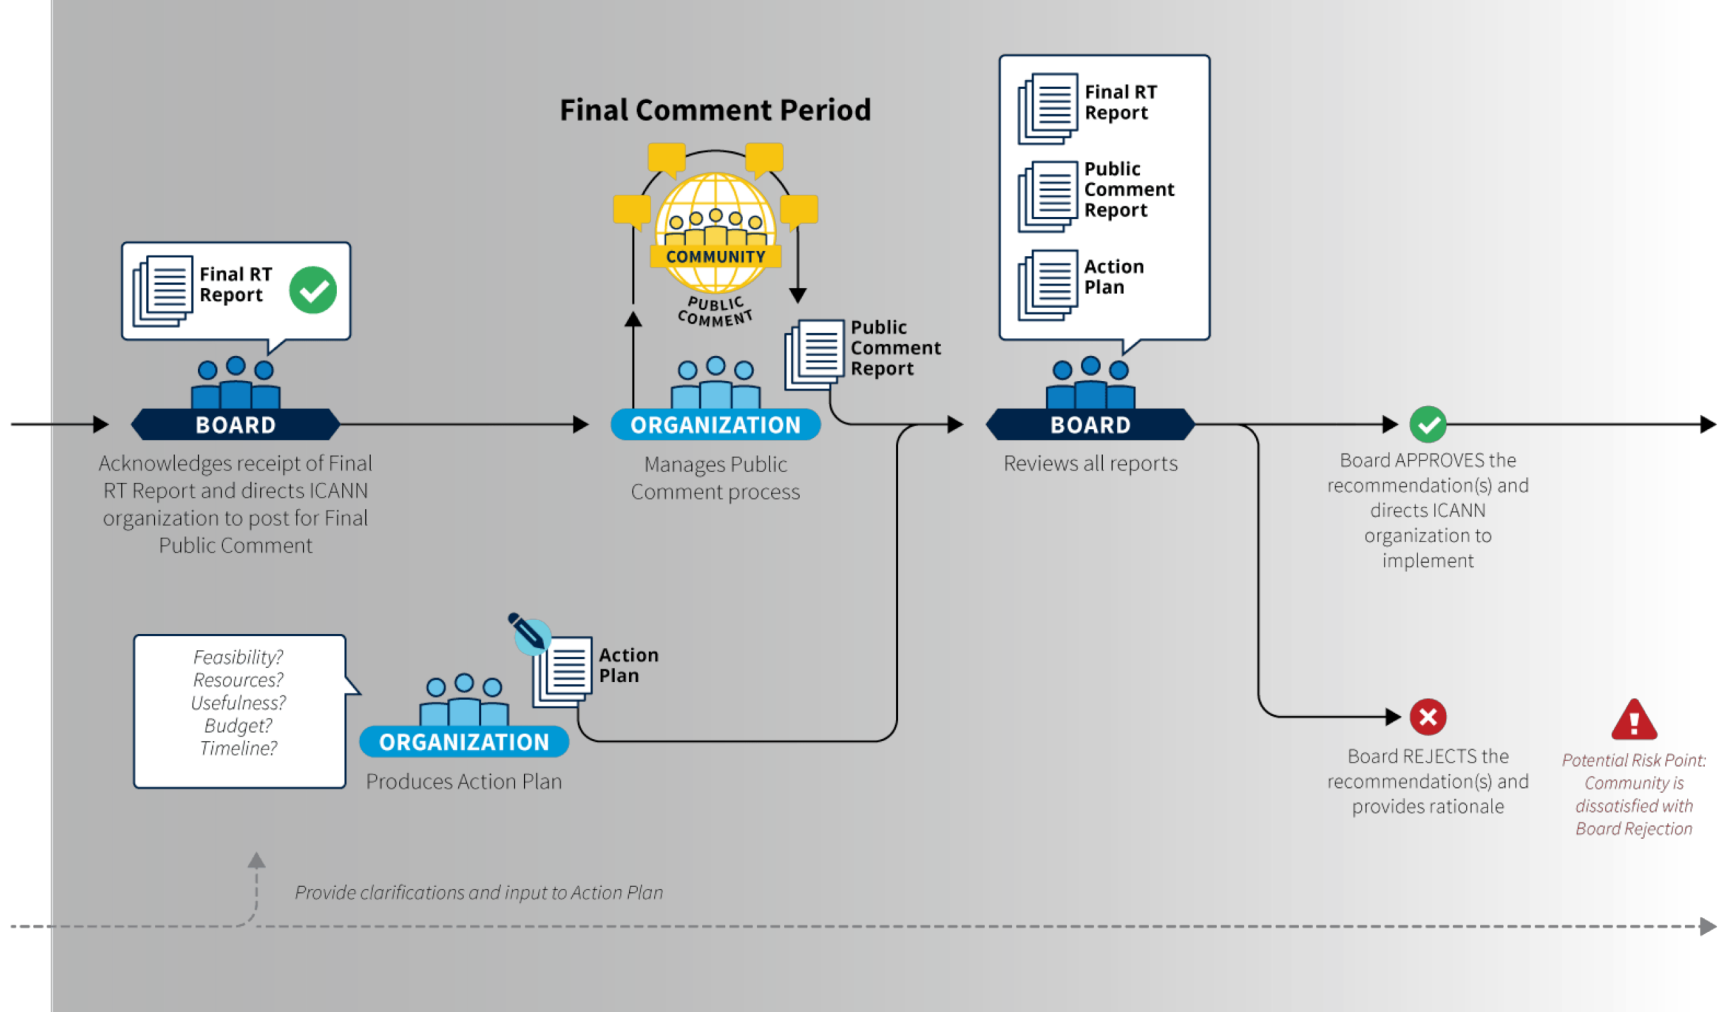 Final Comment Period
COMMUNITY
PUBLIC
COMMENT
Final RT
Report
BOARD
Acknowledges receipt of Final
RT Report and directs ICANN
organization to post for Final
Public Comment
Public
Comment
Report
ORGANIZATION
Manages Public
Comment process
Final RT
Report
Public
Comment
Report
Action
Plan
BOARD
Reviews all reports
Board APPROVES the
recommendation(s) and
directs ICANN
organization to
implement
Feasibility?
Resources?
Usefulness?
Budget?
Timeline?
Action
Plan
ORGANIZATION
Produces Action Plan
Board REJECTS the
recommendation(s) and
provides rationale
Potential Risk Point:
Community is
dissatisfied with
Board Rejection
Provide clarifications and input to Action Plan